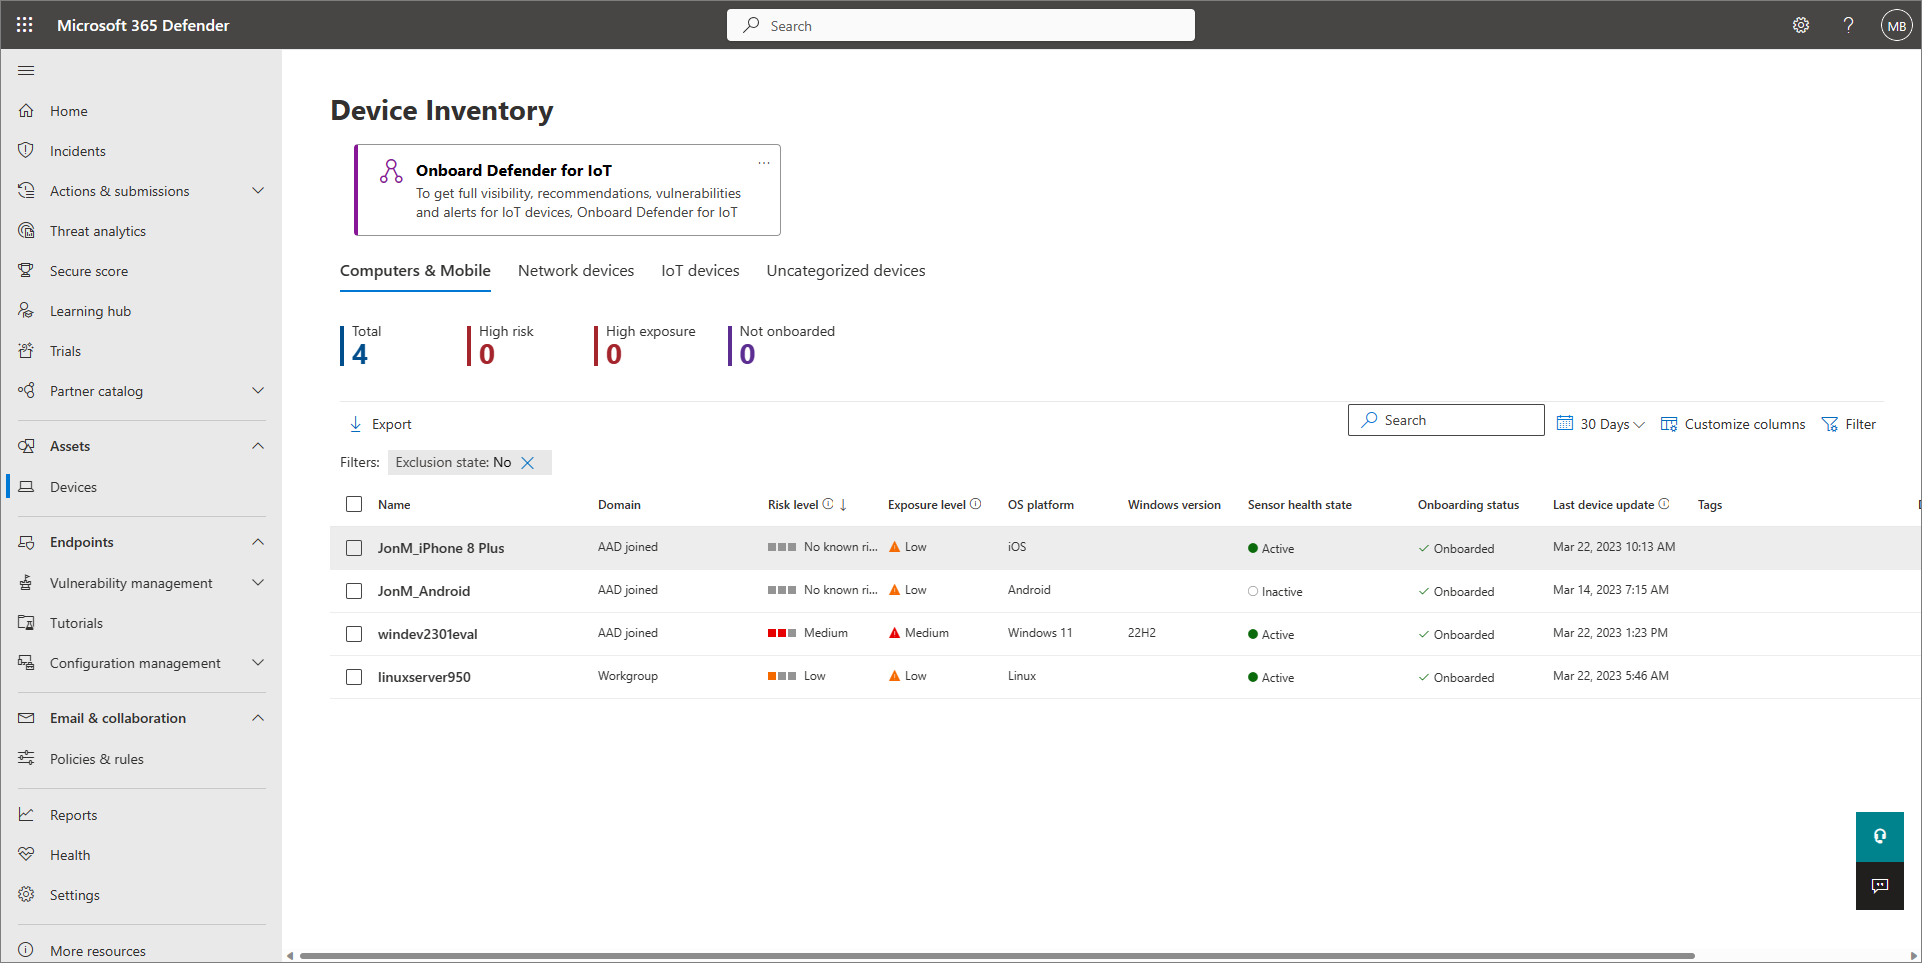 Microsoft 365 Defender
Search
MB
Home
Incidents
Actions & submissions
Threat analytics
Secure score
Learning hub
Trials
Partner catalog
Assets
Devices
Endpoints
Vulnerability management
Tutorials
Configuration management
Email & collaboration
Policies & rules
Reports
Health
Settings
More resources
Device Inventory
Onboard Defender for IoT
...
To get full visibility, recommendations, vulnerabilities
and alerts for IoT devices, Onboard Defender for IoT
Computers & Mobile Network devices IoT devices Uncategorized devices
Total High risk High exposure Not onboarded
4 0 0 0
Export Search 30 Days Customize columns Filter
Filters: Exclusion state: No
Name Domain Risk level Exposure level OS platform Windows version Sensor health state Onboarding status Last device update Tags
JonM_iPhone 8 Plus AAD joined No known ri... Low iOS Active Onboarded Mar 22, 2023 10:13 AM
JonM_Android AAD joined No known ri... Low Android Inactive Onboarded Mar 14, 2023 7:15 AM
windev2301eval AAD joined Medium Medium Windows 11 22H2 Active Onboarded Mar 22, 2023 1:23 PM
linuxserver950 Workgroup Low Low Linux Active Onboarded Mar 22, 2023 5:46 AM